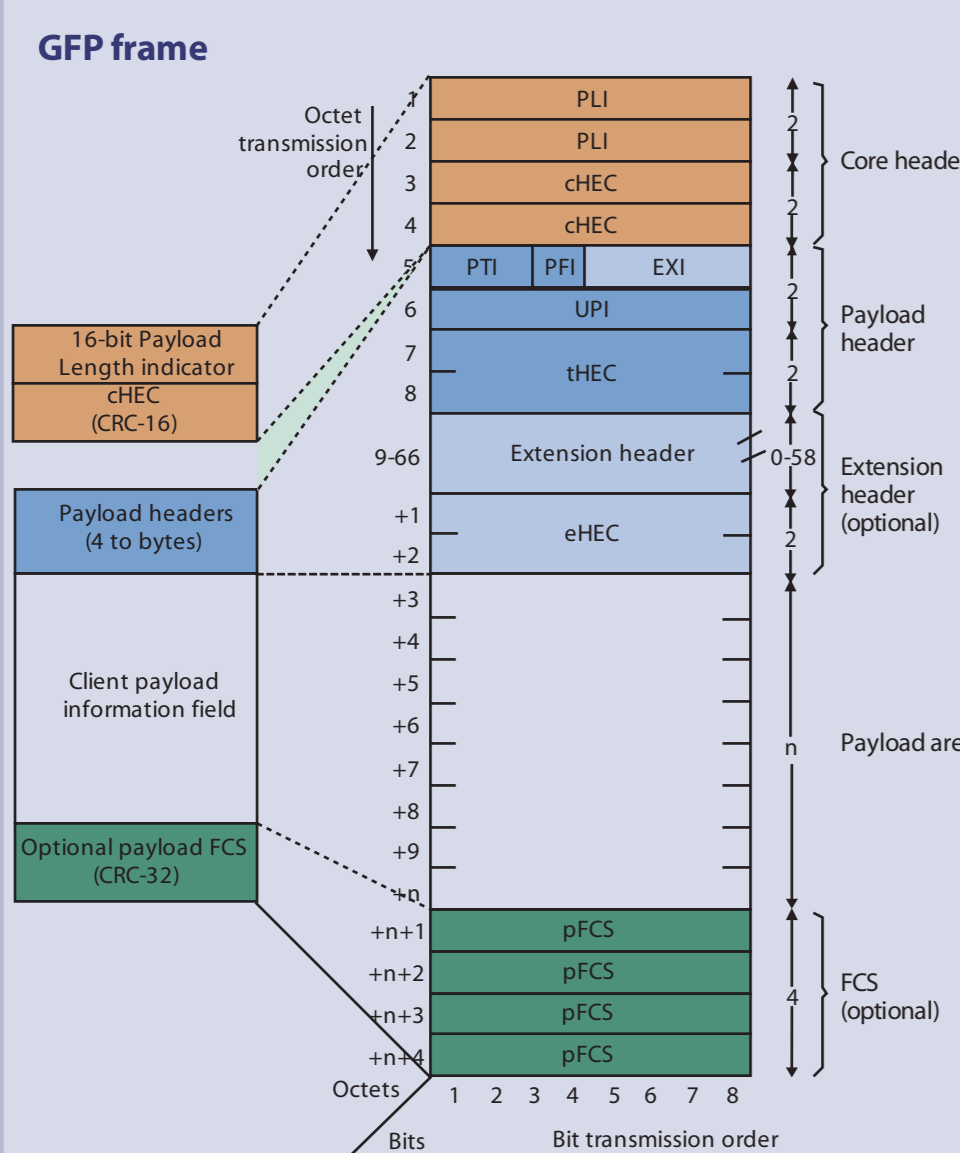 GFP frame
Octet
transmission
order
1
2
3
4
5
6
7
8
9-66
+1
+2
+3
+4
+5
+6
+7
+8
+9
+n
+n+1
+n+2
+n+3
+n+4
PLI
PLI
cHEC
cHEC
PTI PFI EXI
UPI
tHEC
Extension header
eHEC
pFCS
pFCS
pFCS
pFCS
2
2
2
2
0-58
2
n
4
Core heade
Payload
header
Extension
header
(optional)
Payload are
FCS
(optional)
16-bit Payload
Length indicator
cHEC
(CRC-16)
Payload headers
(4 to bytes)
Client payload
information field
Optional payload FCS
(CRC-32)
Octets
1 2 3 4 5 6 7 8
Bits
Bit transmission order